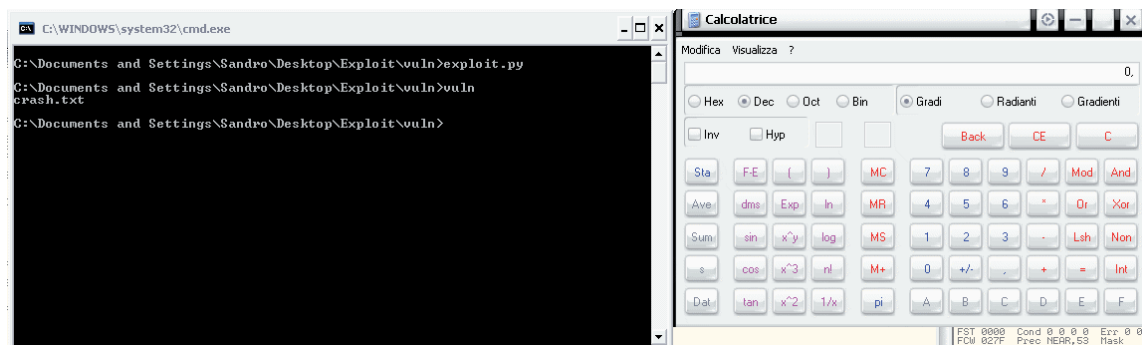 C:\WINDOWS\system32\cmd.exe
C:\Documents and Settings\Sandro\Desktop\Exploit\vuln>exploit.py
C:\Documents and Settings\Sandro\Desktop\Exploit\vuln>vuln
crash.txt
C:\Documents and Settings\Sandro\Desktop\Exploit\vuln>
Calcolatrice
Modifica Visualizza ?
0,
Hex Dec Oct Bin Gradi Radianti Gradienti
Inv Hyp Back CE C
Sta F-E ( ) MC 7 8 9 / Mod And
Ave dms Exp ln MR 4 5 6 * Or Xor
Sum sin x^y log MS 1 2 3 - Lsh Non
s cos x^3 n! M+ 0 +/- , + = Int
Dat tan x^2 1/x pi A B C D E F
FST 0000 Cond 0 0 0 0 Err 0 0
FCW 027F Prec NEAR,53 Mask